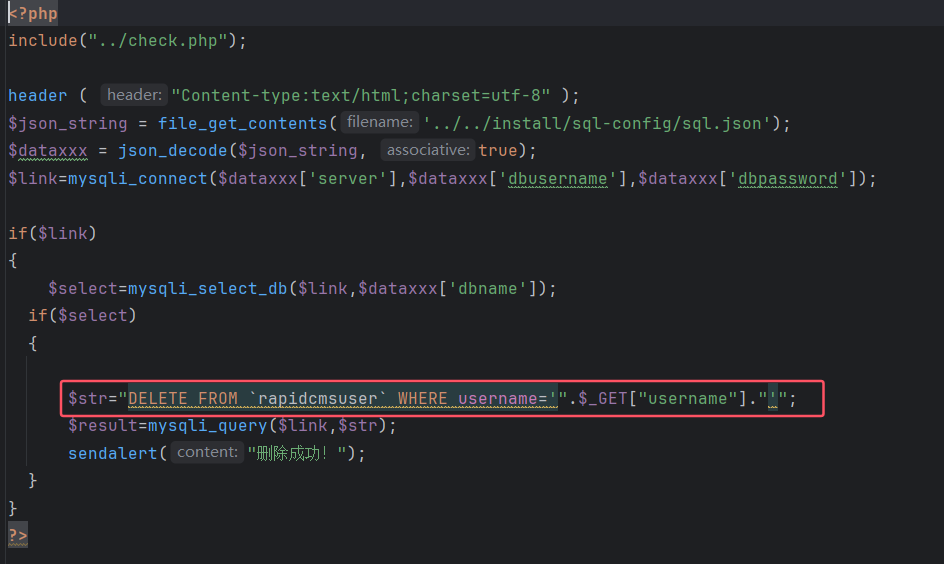 <?php
include("../check.php");
header ( header: "Content-type:text/html;charset=utf-8" );
$json_string = file_get_contents( filename: '../../install/sql-config/sql.json');
$dataxxx = json_decode($json_string, associative: true);
$link=mysqli_connect($dataxxx['server'],$dataxxx['dbusername'],$dataxxx['dbpassword']);
if($link)
{
$select=mysqli_select_db($link,$dataxxx['dbname']);
if($select)
{
$str="DELETE FROM `rapidcmsuser` WHERE username='".$_GET["username"]."'";
$result=mysqli_query($link,$str);
sendalert( content: "删除成功！");
}
}
?>